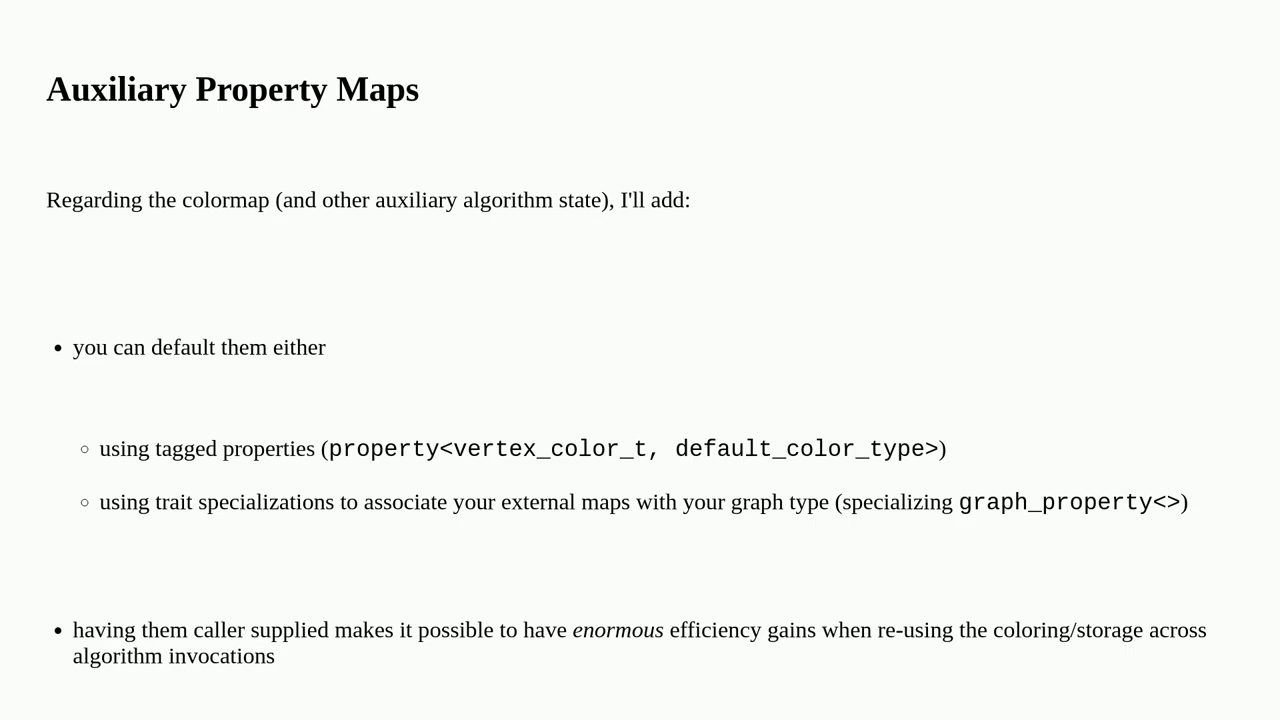 Auxiliary Property Maps
Regarding the colormap (and other auxiliary algorithm state), I'll add:
• you can default them either
◦ using tagged properties (property<vertex_color_t, default_color_type>)
◦ using trait specializations to associate your external maps with your graph type (specializing graph_property<>)
• having them caller supplied makes it possible to have enormous efficiency gains when re-using the coloring/storage across
algorithm invocations